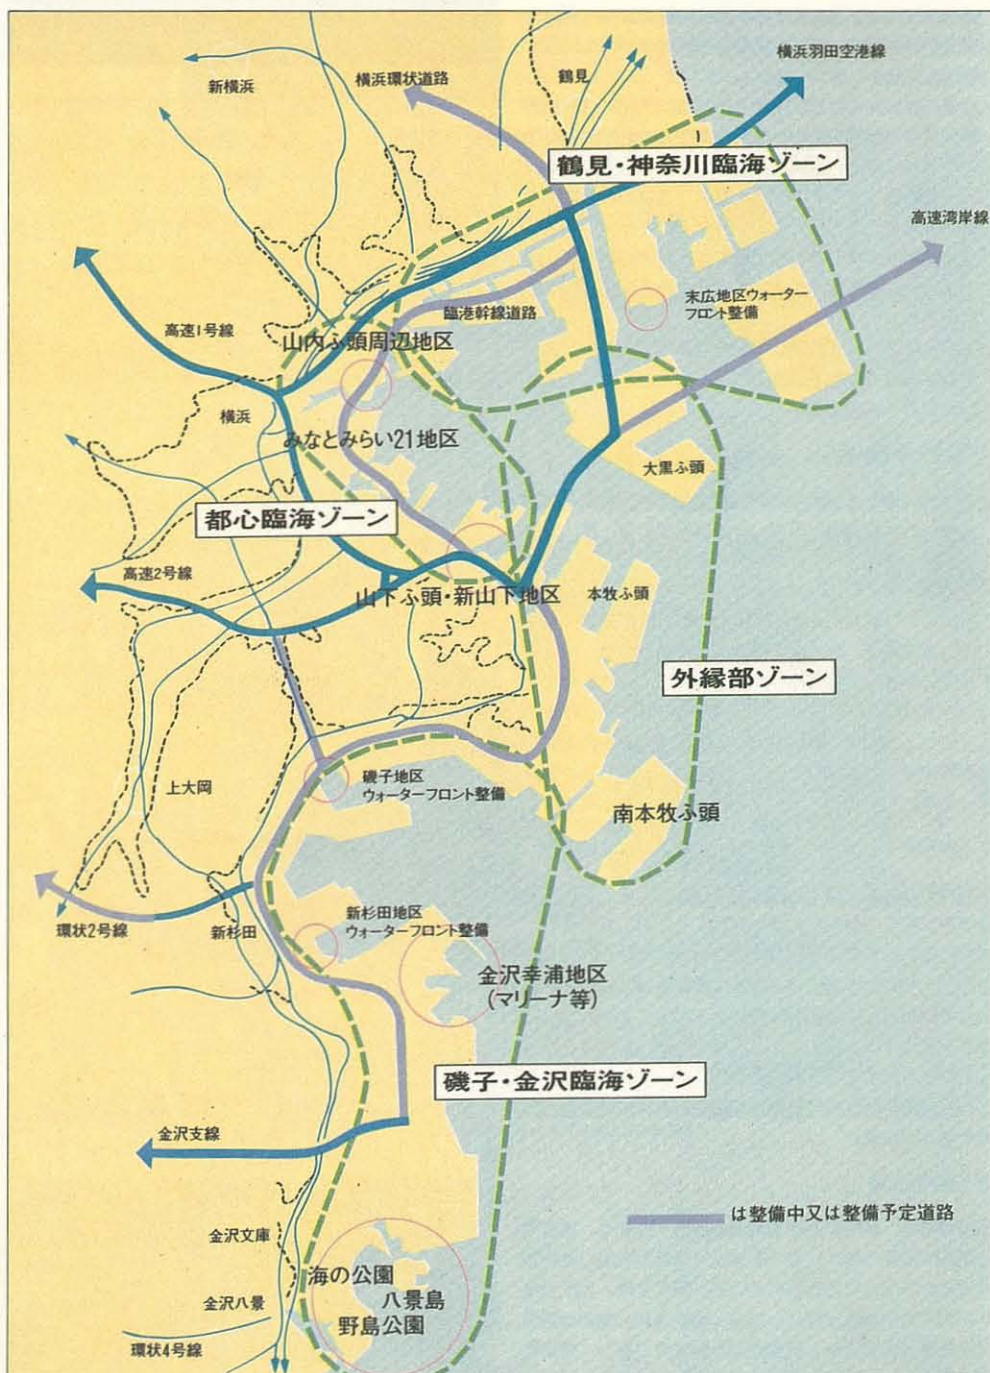 横浜羽田空港線
新横浜
横浜環状道路
鶴見
鶴見・神奈川臨海ゾーン
高速湾岸線
末広地区ウォーター
フロント整備
臨港幹線道路
高速1号線
山内ふ頭周辺地区
横浜
みなとみらい21地区
大黒ふ頭
都心臨海ゾーン
高速2号線
山下ふ頭・新山下地区
本牧ふ頭
外縁部ゾーン
磯子地区
ウォーターフロント整備
上大岡
南本牧ふ頭
新杉田地区
ウォーターフロント整備
環状2号線
新杉田
金沢幸浦地区
(マリーナ等)
磯子・金沢臨海ゾーン
金沢支線
は整備中又は整備予定道路
金沢文庫
海の公園
八景島
野島公園
金沢八景
環状4号線